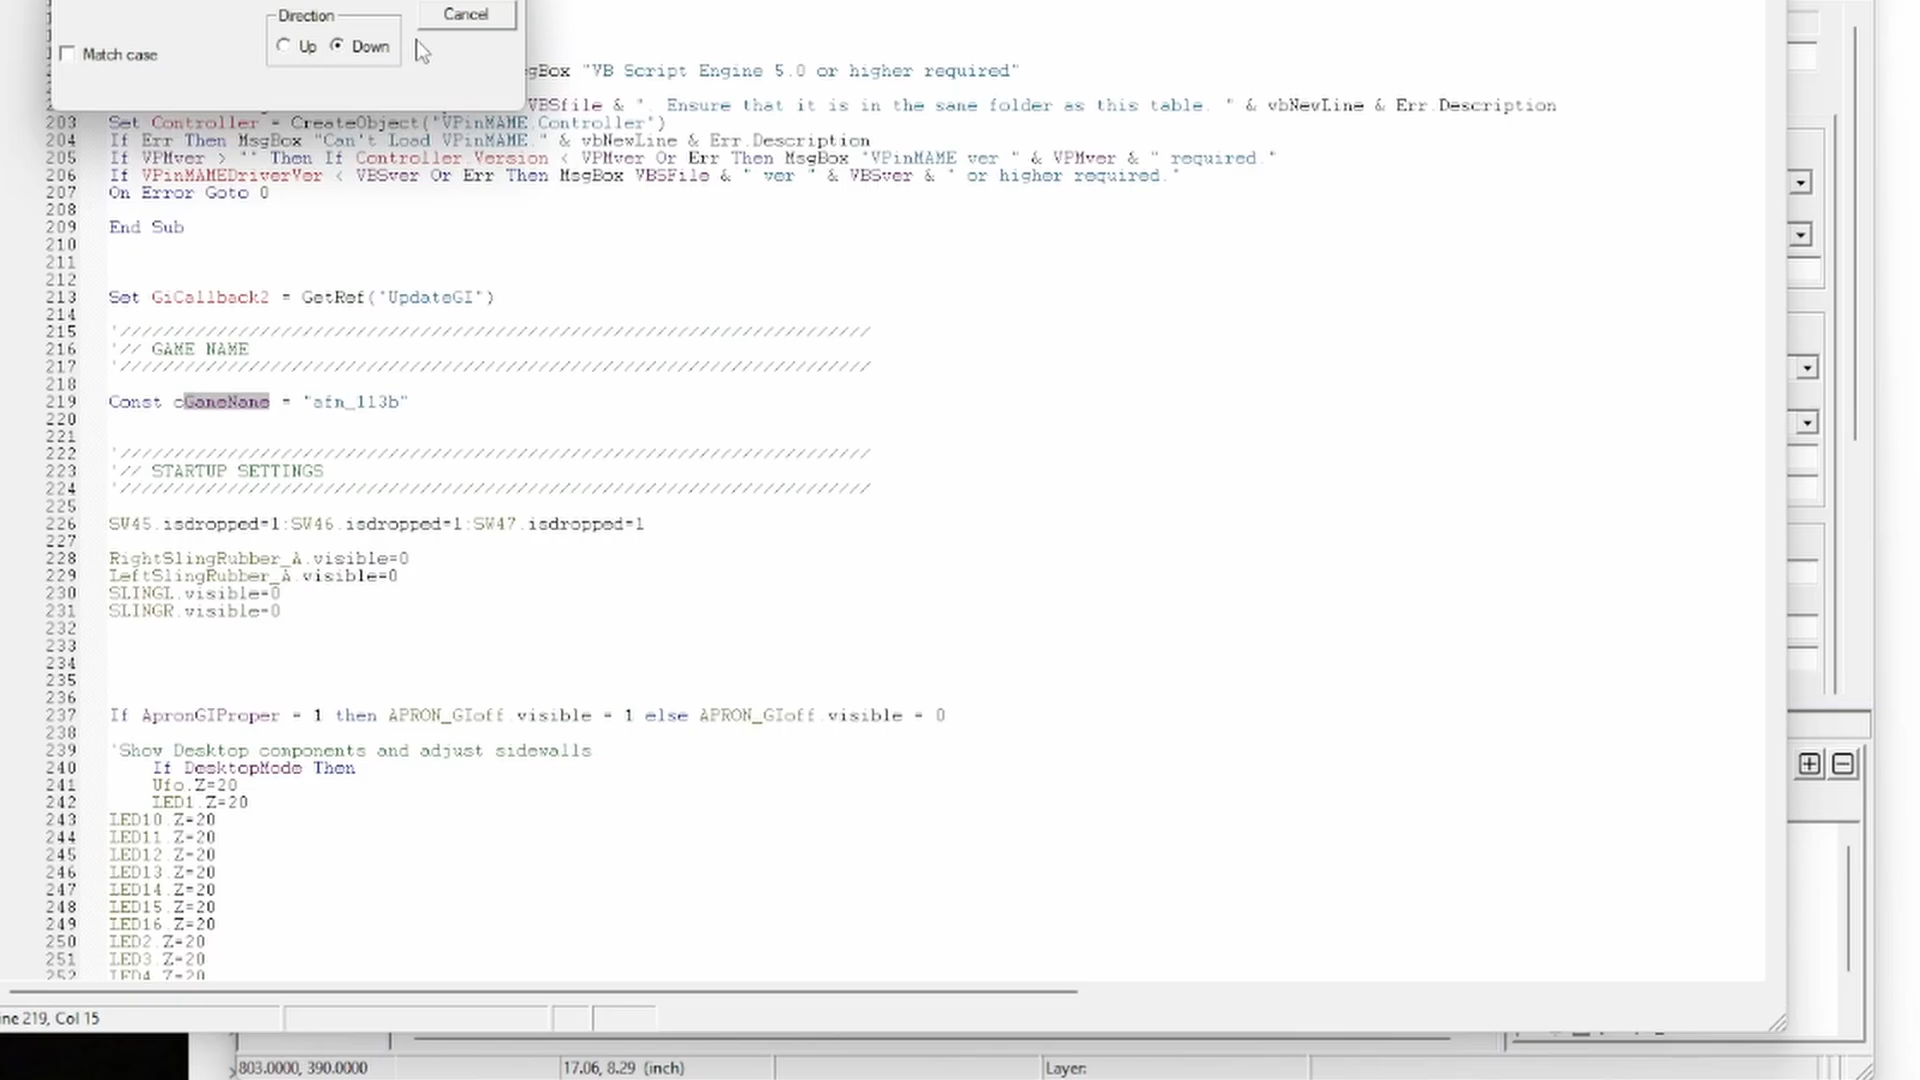 Direction
Cancel
Up
Down
Match case
gBox "VB Script Engine 5.0 or higher required"
VBSfile & ". Ensure that it is in the same folder as this table. " & vbNewLine & Err.Description
203 Set Controller = CreateObject("VPinMAME.Controller")
204 If Err Then MsgBox "Can't Load VPinMAME." & vbNewLine & Err.Description
205 If VPMver > "" Then If Controller.Version < VPMver Or Err Then MsgBox "VPinMAME ver " & VPMver & " required."
206 If VPinMAMEDriverVer < VBSver Or Err Then MsgBox VBSFile & " ver " & VBSver & " or higher required."
207 On Error Goto 0
208
209 End Sub
210
211
212
213 Set GiCallback2 = GetRef("UpdateGI")
214
215 '//////////////////////////////////////////////////////////////////////
216 '// GAME NAME
217 '//////////////////////////////////////////////////////////////////////
218
219 Const cGameName = "afm_113b"
220
221
222 '//////////////////////////////////////////////////////////////////////
223 '// STARTUP SETTINGS
224 '//////////////////////////////////////////////////////////////////////
225
226 SW45.isdropped=1:SW46.isdropped=1:SW47.isdropped=1
227
228 RightSlingRubber_A.visible=0
229 LeftSlingRubber_A.visible=0
230 SLINGL.visible=0
231 SLINGR.visible=0
232
233
234
235
236
237 If ApronGIProper = 1 then APRON_GIoff.visible = 1 else APRON_GIoff.visible = 0
238
239 'Show Desktop components and adjust sidewalls
240 If DesktopMode Then
241 Ufo.Z=20
242 LED1.Z=20
243 LED10.Z=20
244 LED11.Z=20
245 LED12.Z=20
246 LED13.Z=20
247 LED14.Z=20
248 LED15.Z=20
249 LED16.Z=20
250 LED2.Z=20
251 LED3.Z=20
252 LED4.Z=20
ine 219, Col 15
803.0000, 390.0000
17.06, 8.29 (inch)
Layer: